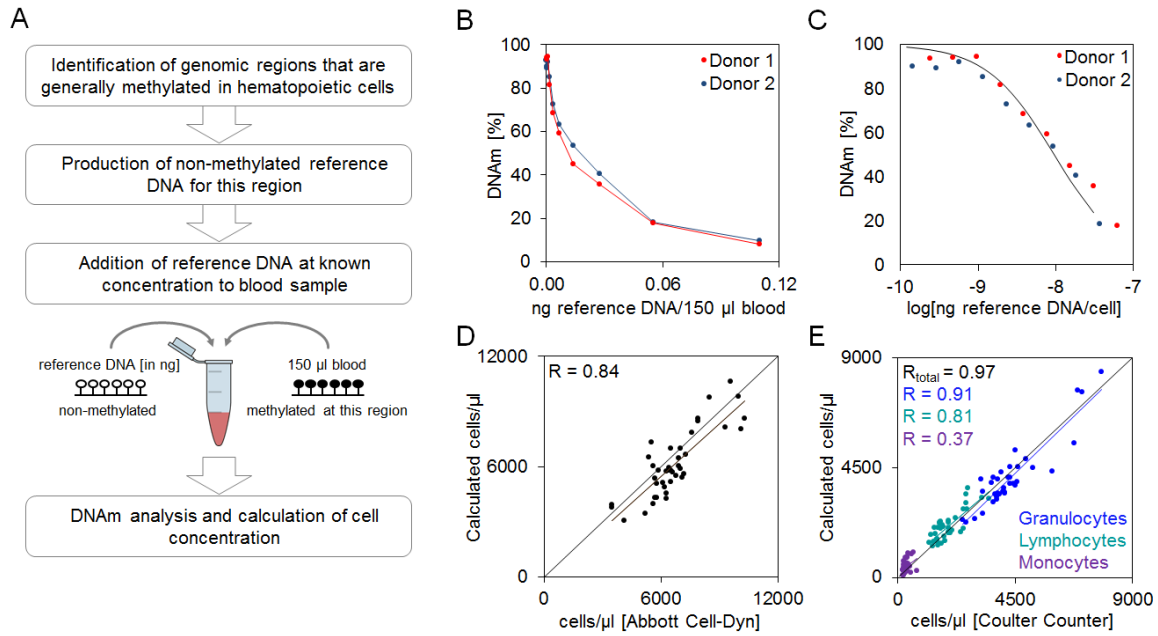 A
Identification of genomic regions that are
generally methylated in hematopoietic cells
Production of non-methylated reference
DNA for this region
Addition of reference DNA at known
concentration to blood sample
reference DNA [in ng]
non-methylated
150 µl blood
methylated at this region
DNAm analysis and calculation of cell
concentration
B
DNAm [%]
100
80
60
40
20
0
0.00
0.04
0.08
0.12
ng reference DNA/150 µl blood
Donor 1
Donor 2
C
DNAm [%]
100
80
60
40
20
0
-10
-9
-8
-7
log[ng reference DNA/cell]
Donor 1
Donor 2
D
Calculated cells/µl
12000
6000
0
0
6000
12000
cells/µl [Abbott Cell-Dyn]
R = 0.84
E
Calculated cells/µl
9000
4500
0
0
4500
9000
cells/µl [Coulter Counter]
Rtotal = 0.97
R = 0.91
R = 0.81
R = 0.37
Granulocytes
Lymphocytes
Monocytes